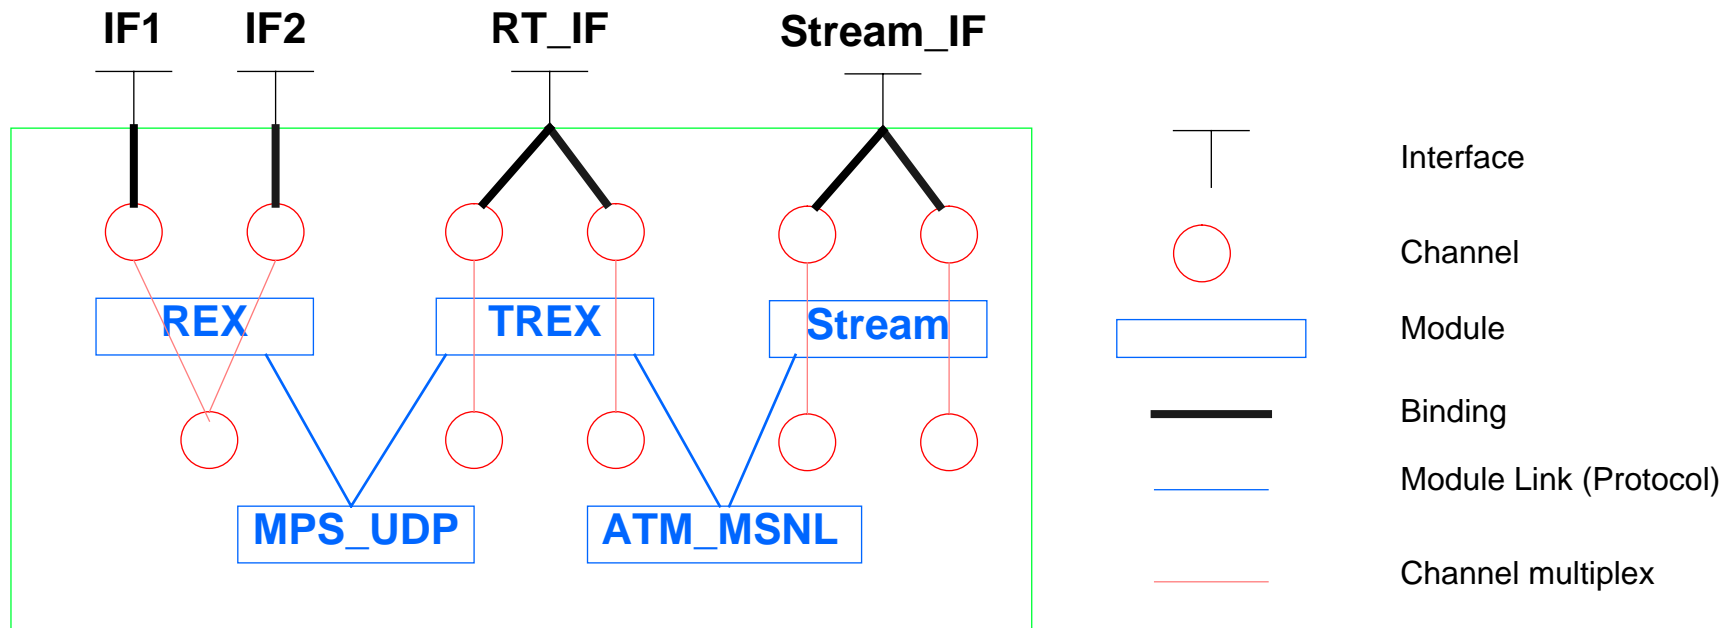 IF1 IF2 RT_IF Stream_IF
Interface
Channel
REX TREX Stream Module
Binding
Module Link (Protocol)
MPS_UDP ATM_MSNL
Channel multiplex